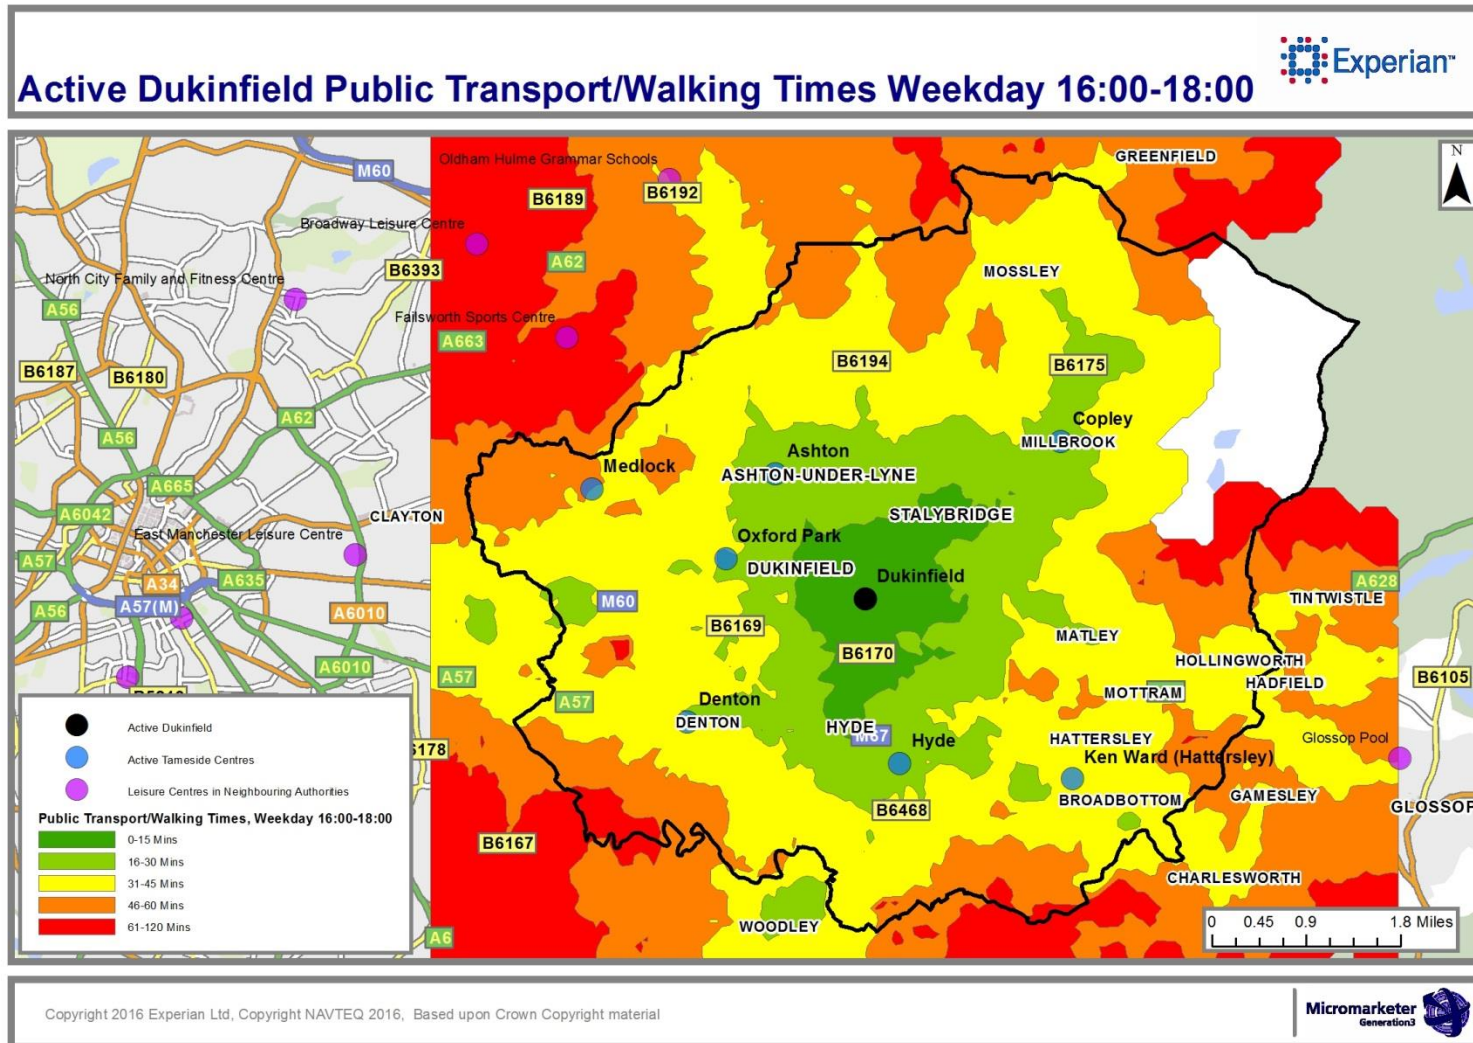 Active Dukinfield Public Transport/Walking Times Weekday 16:00-18:00
Experian™
N
Oldham Hulme Grammar Schools
GREENFIELD
M60
B6189
B6192
Broadway Leisure Centre
B6393
A62
MOSSLEY
North City Family and Fitness Centre
A56
Failsworth Sports Centre
A663
B6187
B6180
B6194
B6175
A62
A56
Copley
MILLBROOK
Ashton
Medlock
ASHTON-UNDER-LYNE
A665
A6042
CLAYTON
STALYBRIDGE
East Manchester Leisure Centre
Oxford Park
A57
DUKINFIELD
Dukinfield
A34
A635
A628
A56
A57(M)
M60
TINTWISTLE
A6010
B6169
MATLEY
B6170
A6010
HOLLINGWORTH
A57
HADFIELD
B6105
A57
Denton
MOTTRAM
DENTON
HYDE
M67
Hyde
HATTERSLEY
Glossop Pool
6178
Ken Ward (Hattersley)
BROADBOTTOM
GAMESLEY
GLOSSOP
B6468
B6167
CHARLESWORTH
WOODLEY
A6
Active Dukinfield
Active Tameside Centres
Leisure Centres in Neighbouring Authorities
Public Transport/Walking Times, Weekday 16:00-18:00
0-15 Mins
16-30 Mins
31-45 Mins
46-60 Mins
61-120 Mins
0 0.45 0.9 1.8 Miles
Copyright 2016 Experian Ltd, Copyright NAVTEQ 2016, Based upon Crown Copyright material
Micromarketer
Generation3